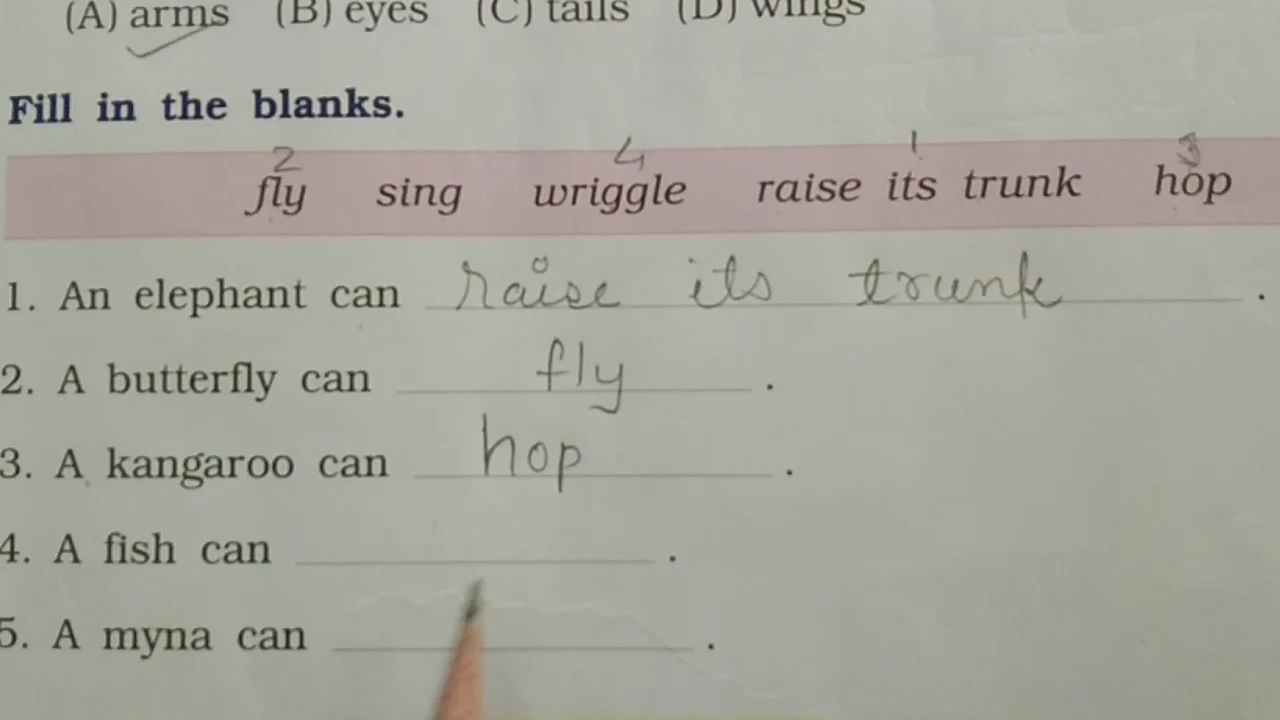 (A) arms (B) eyes (C) tails (D) wings
Fill in the blanks.
2 4 1 3
fly sing wriggle raise its trunk hop
1. An elephant can raise its trunk .
2. A butterfly can fly .
3. A kangaroo can hop .
4. A fish can .
5. A myna can .